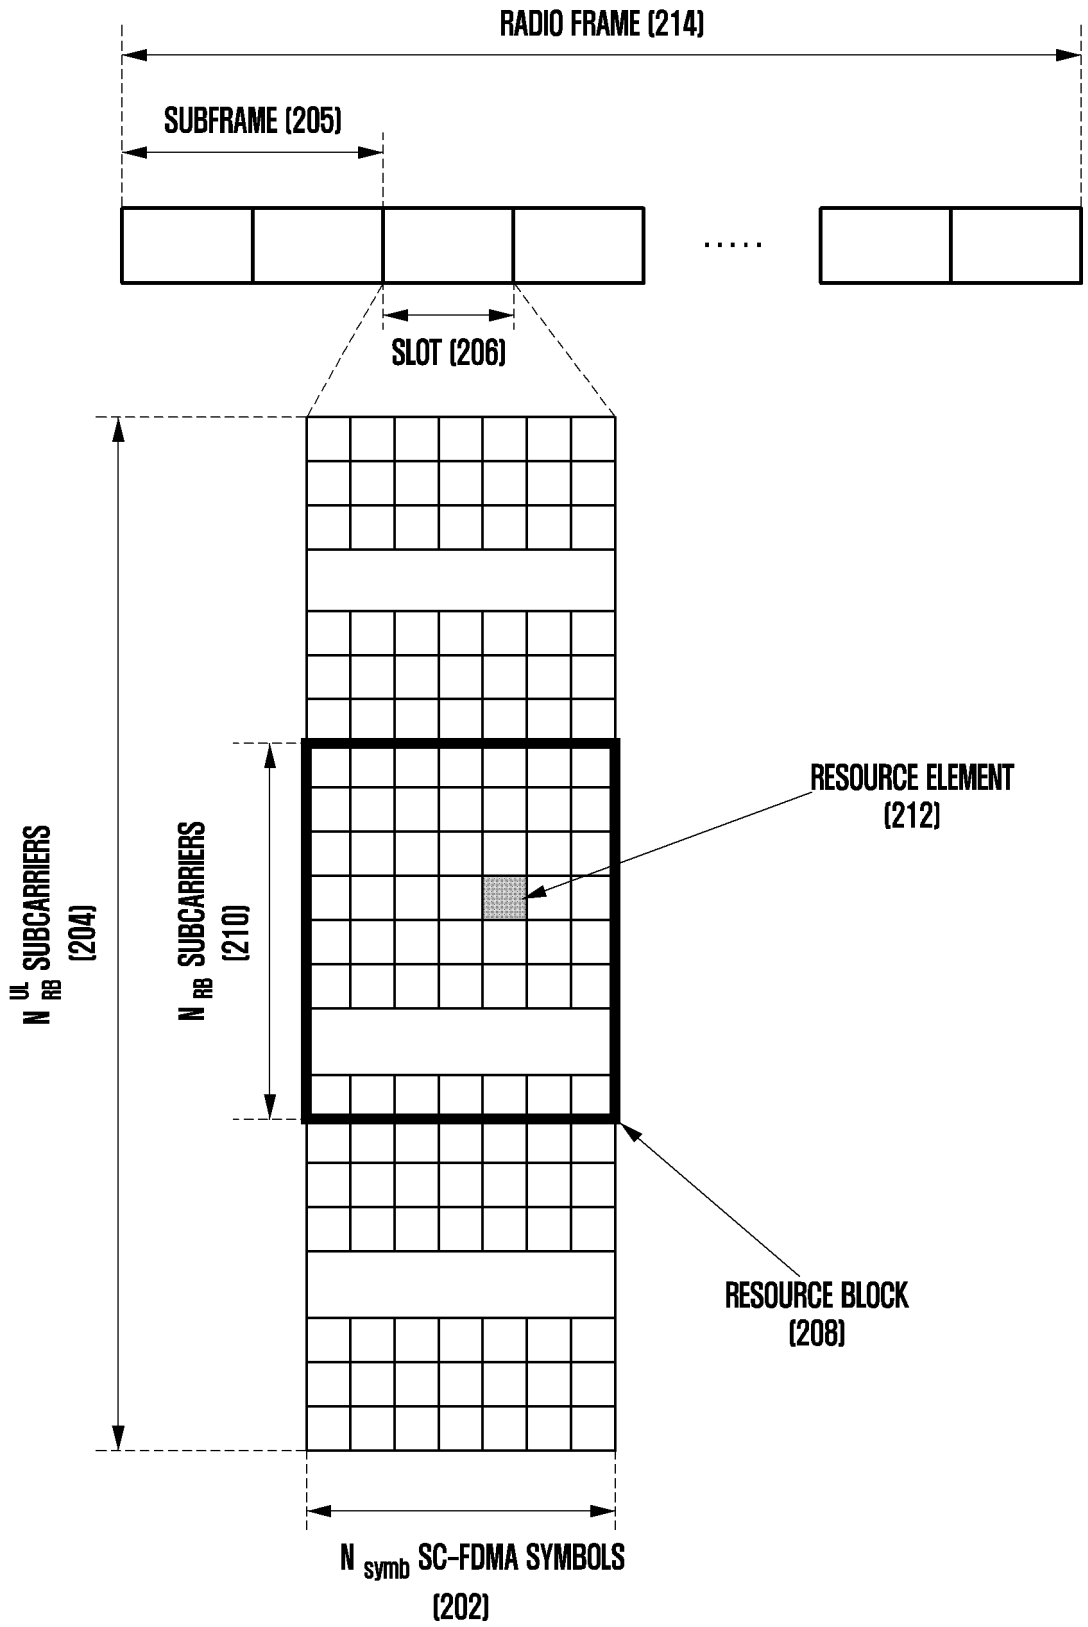 RADIO FRAME (214)
SUBFRAME (205)
.....
SLOT (206)
RESOURCE ELEMENT
(212)
N UL RB SUBCARRIERS
(204)
N RB SUBCARRIERS
(210)
RESOURCE BLOCK
(208)
N symb SC-FDMA SYMBOLS
(202)